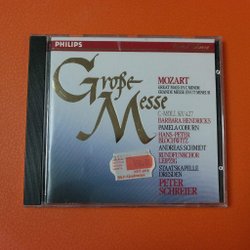 PHILIPS
Große
Messe
MOZART
GREAT MASS IN C MINOR
GRANDE MESSE EN UT MINEUR
C-MOLL KV 427
BARBARA HENDRICKS
PAMELA COBURN
HANS-PETER
BLOCHWITZ
ANDREAS SCHMIDT
RUNDFUNKCHOR
LEIPZIG
STAATSKAPELLE
DRESDEN
PETER
SCHREIER